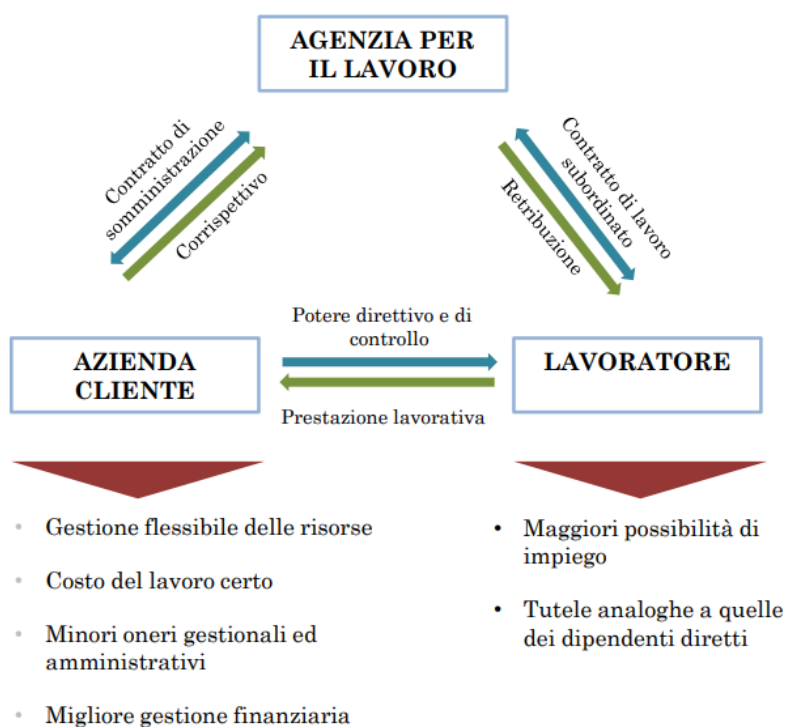 AGENZIA PER
IL LAVORO
Contratto di
somministrazione
Corrispettivo
Contratto di lavoro
subordinato
Retribuzione
Potere direttivo e di
controllo
AZIENDA
CLIENTE
LAVORATORE
Prestazione lavorativa
• Gestione flessibile delle risorse
• Costo del lavoro certo
• Minori oneri gestionali ed
amministrativi
• Migliore gestione finanziaria
• Maggiori possibilità di
impiego
• Tutele analoghe a quelle
dei dipendenti diretti